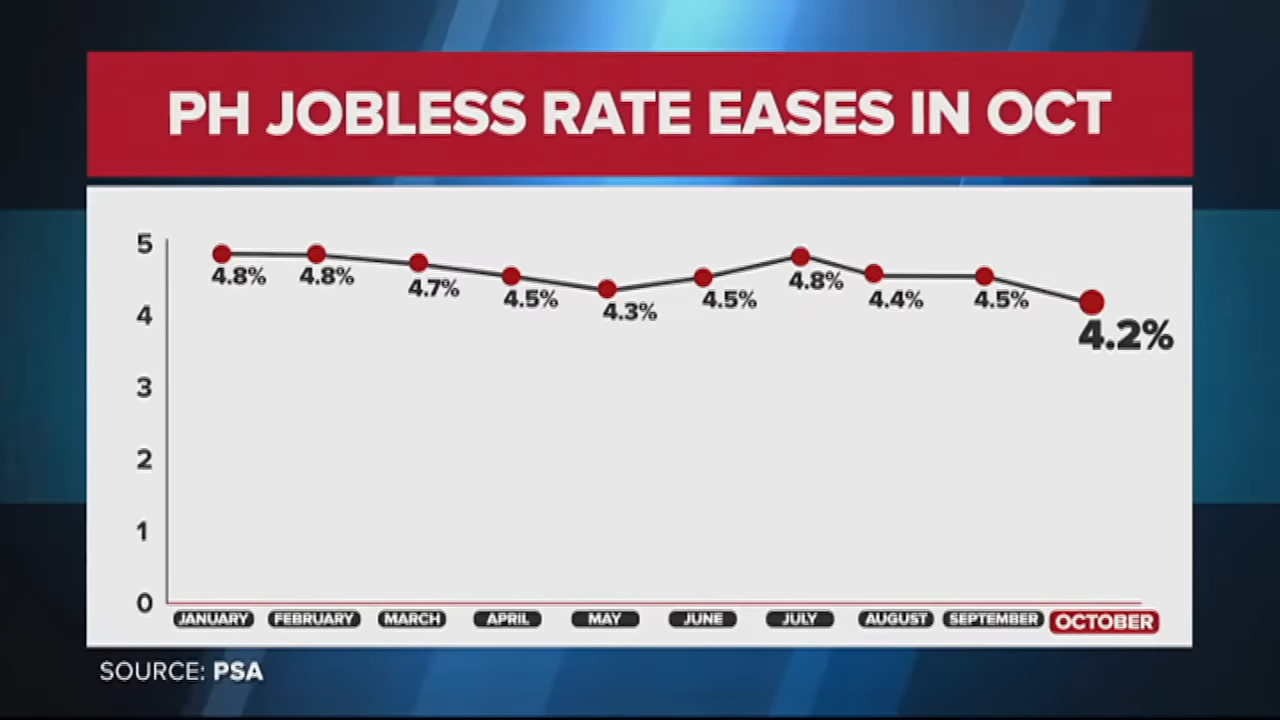 PH JOBLESS RATE EASES IN OCT
5
4
3
2
1
0
4.8%
4.8%
4.7%
4.5%
4.3%
4.5%
4.8%
4.4%
4.5%
4.2%
JANUARY
FEBRUARY
MARCH
APRIL
MAY
JUNE
JULY
AUGUST
SEPTEMBER
OCTOBER
SOURCE: PSA